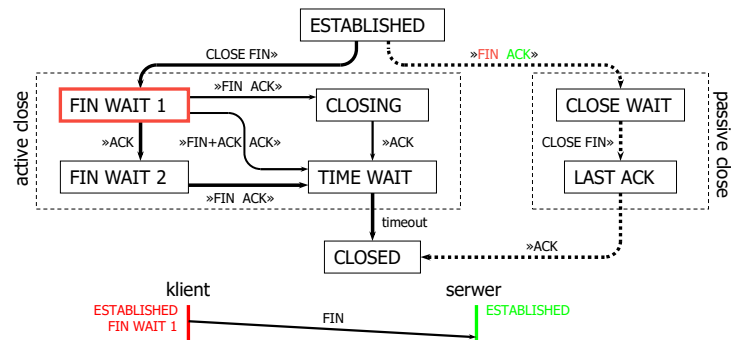 ESTABLISHED
CLOSE FIN»
»FIN ACK»
active close
FIN WAIT 1
»FIN ACK»
CLOSING
CLOSE WAIT
passive close
»ACK
»FIN+ACK ACK»
»ACK
CLOSE FIN»
FIN WAIT 2
TIME WAIT
LAST ACK
»FIN ACK»
timeout
CLOSED
»ACK
klient
serwer
ESTABLISHED
FIN WAIT 1
FIN
ESTABLISHED